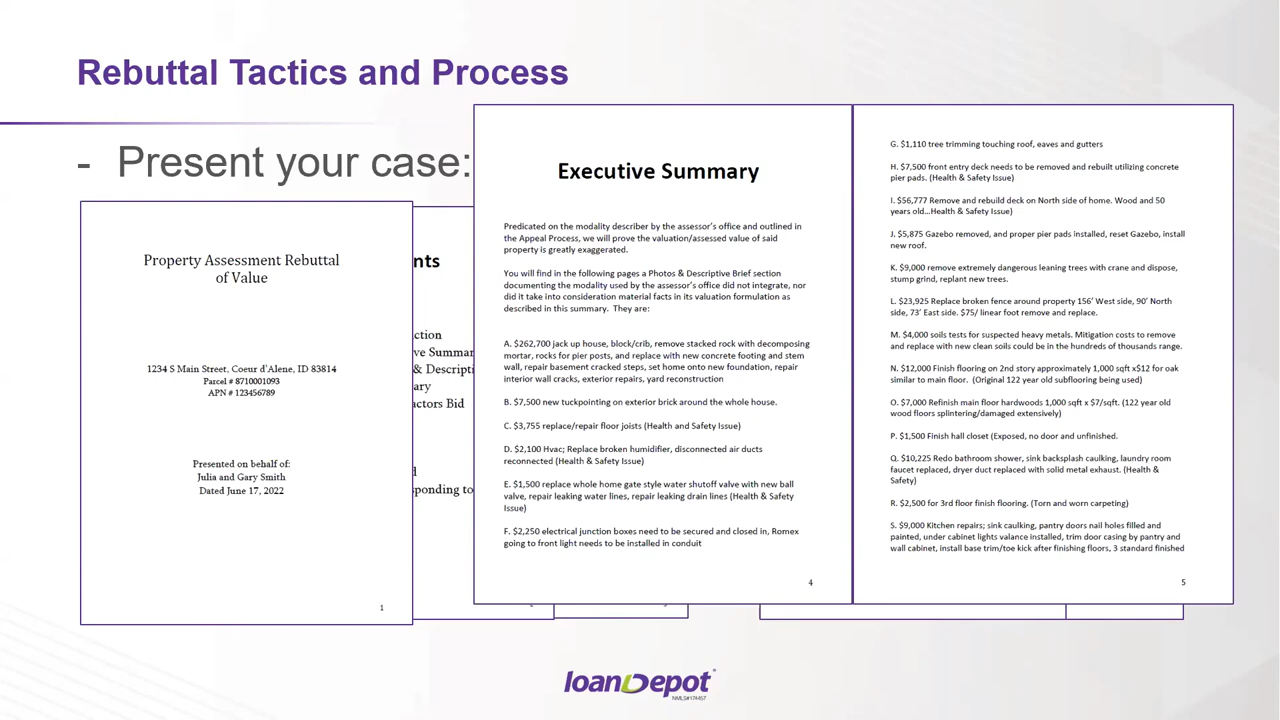 Rebuttal Tactics and Process
- Present your case:
Property Assessment Rebuttal
of Value
1234 S Main Street, Coeur d'Alene, ID 83814
Parcel # 8710001093
APN # 123456789
Presented on behalf of:
Julia and Gary Smith
Dated June 17, 2022
1
nts
ction
ve Summar
& Descripti
ary
actors Bid
d
sponding to
Executive Summary
Predicated on the modality describer by the assessor's office and outlined in
the Appeal Process, we will prove the valuation/assessed value of said
property is greatly exaggerated.
You will find in the following pages a Photos & Descriptive Brief section
documenting the modality used by the assessor's office did not integrate, nor
did it take into consideration material facts in its valuation formulation as
described in this summary. They are:
A. $262,700 jack up house, block/crib, remove stacked rock with decomposing
mortar, rocks for pier posts, and replace with new concrete footing and stem
wall, repair basement cracked steps, set home onto new foundation, repair
interior wall cracks, exterior repairs, yard reconstruction
B. $7,500 new tuckpointing on exterior brick around the whole house.
C. $3,755 replace/repair floor joists (Health and Safety Issue)
D. $2,100 Hvac; Replace broken humidifier, disconnected air ducts
reconnected (Health & Safety Issue)
E. $1,500 replace whole home gate style water shutoff valve with new ball
valve, repair leaking water lines, repair leaking drain lines (Health & Safety
Issue)
F. $2,250 electrical junction boxes need to be secured and closed in, Romex
going to front light needs to be installed in conduit
4
G. $1,110 tree trimming touching roof, eaves and gutters
H. $7,500 front entry deck needs to be removed and rebuilt utilizing concrete
pier pads. (Health & Safety Issue)
I. $56,777 Remove and rebuild deck on North side of home. Wood and 50
years old...Health & Safety Issue)
J. $5,875 Gazebo removed, and proper pier pads installed, reset Gazebo, install
new roof.
K. $9,000 remove extremely dangerous leaning trees with crane and dispose,
stump grind, replant new trees.
L. $23,925 Replace broken fence around property 156' West side, 90' North
side, 73' East side. $75/ linear foot remove and replace.
M. $4,000 soils tests for suspected heavy metals. Mitigation costs to remove
and replace with new clean soils could be in the hundreds of thousands range.
N. $12,000 Finish flooring on 2nd story approximately 1,000 sqft x$12 for oak
similar to main floor. (Original 122 year old subflooring being used)
O. $7,000 Refinish main floor hardwoods 1,000 sqft x $7/sqft. (122 year old
wood floors splintering/damaged extensively)
P. $1,500 Finish hall closet (Exposed, no door and unfinished.
Q. $10,225 Redo bathroom shower, sink backsplash caulking, laundry room
faucet replaced, dryer duct replaced with solid metal exhaust. (Health &
Safety)
R. $2,500 for 3rd floor finish flooring. (Torn and worn carpeting)
S. $9,000 Kitchen repairs; sink caulking, pantry doors nail holes filled and
painted, under cabinet lights valance installed, trim door casing by pantry and
wall cabinet, install base trim/toe kick after finishing floors, 3 standard finished
5
loanDepot
NMLS#174457